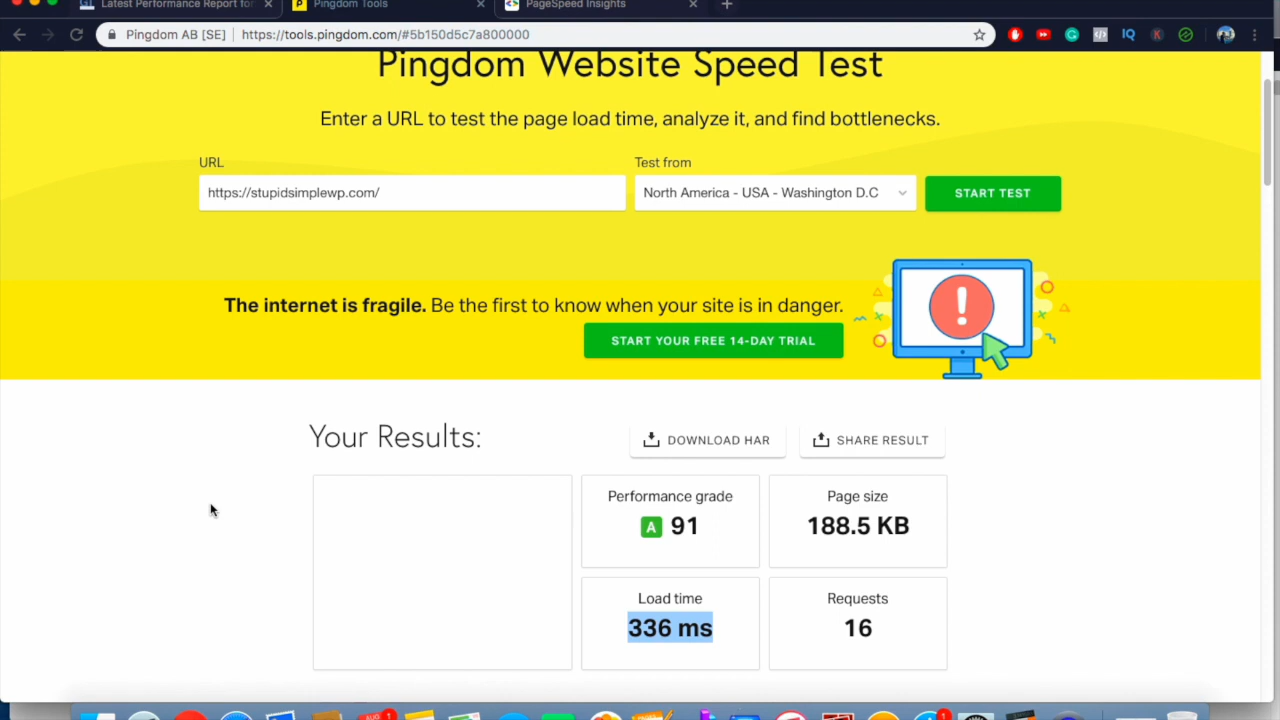 Latest Performance Report for
Pingdom Tools
PageSpeed Insights
Pingdom AB [SE]
https://tools.pingdom.com/#5b150d5c7a800000
Pingdom Website Speed Test
Enter a URL to test the page load time, analyze it, and find bottlenecks.
URL
Test from
https://stupidsimplewp.com/
North America - USA - Washington D.C
START TEST
The internet is fragile. Be the first to know when your site is in danger.
START YOUR FREE 14-DAY TRIAL
Your Results:
DOWNLOAD HAR
SHARE RESULT
Performance grade
A 91
Page size
188.5 KB
Load time
336 ms
Requests
16